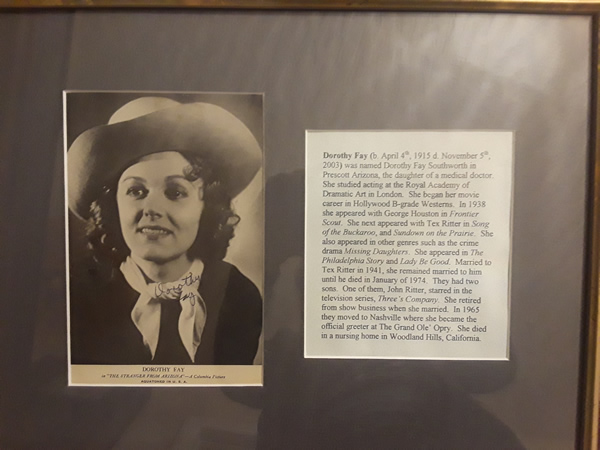 Dorothy
Fay
DOROTHY FAY
in "THE STRANGER FROM ARIZONA"—A Columbia Picture
Dorothy Fay (b. April 4th, 1915 d. November 5th,
2003) was named Dorothy Fay Southworth in
Prescott Arizona, the daughter of a medical doctor.
She studied acting at the Royal Academy of
Dramatic Art in London. She began her movie
career in Hollywood B-grade Westerns. In 1938
she appeared with George Houston in Frontier
Scout. She next appeared with Tex Ritter in Song
of the Buckaroo, and Sundown on the Prairie. She
also appeared in other genres such as the crime
drama Missing Daughters. She appeared in The
Philadelphia Story and Lady Be Good. Married to
Tex Ritter in 1941, she remained married to him
until he died in January of 1974. They had two
sons. One of them, John Ritter, starred in the
television series, Three's Company. She retired
from show business when she married. In 1965
they moved to Nashville where she became the
official greeter at The Grand Ole' Opry. She died
in a nursing home in Woodland Hills, California.